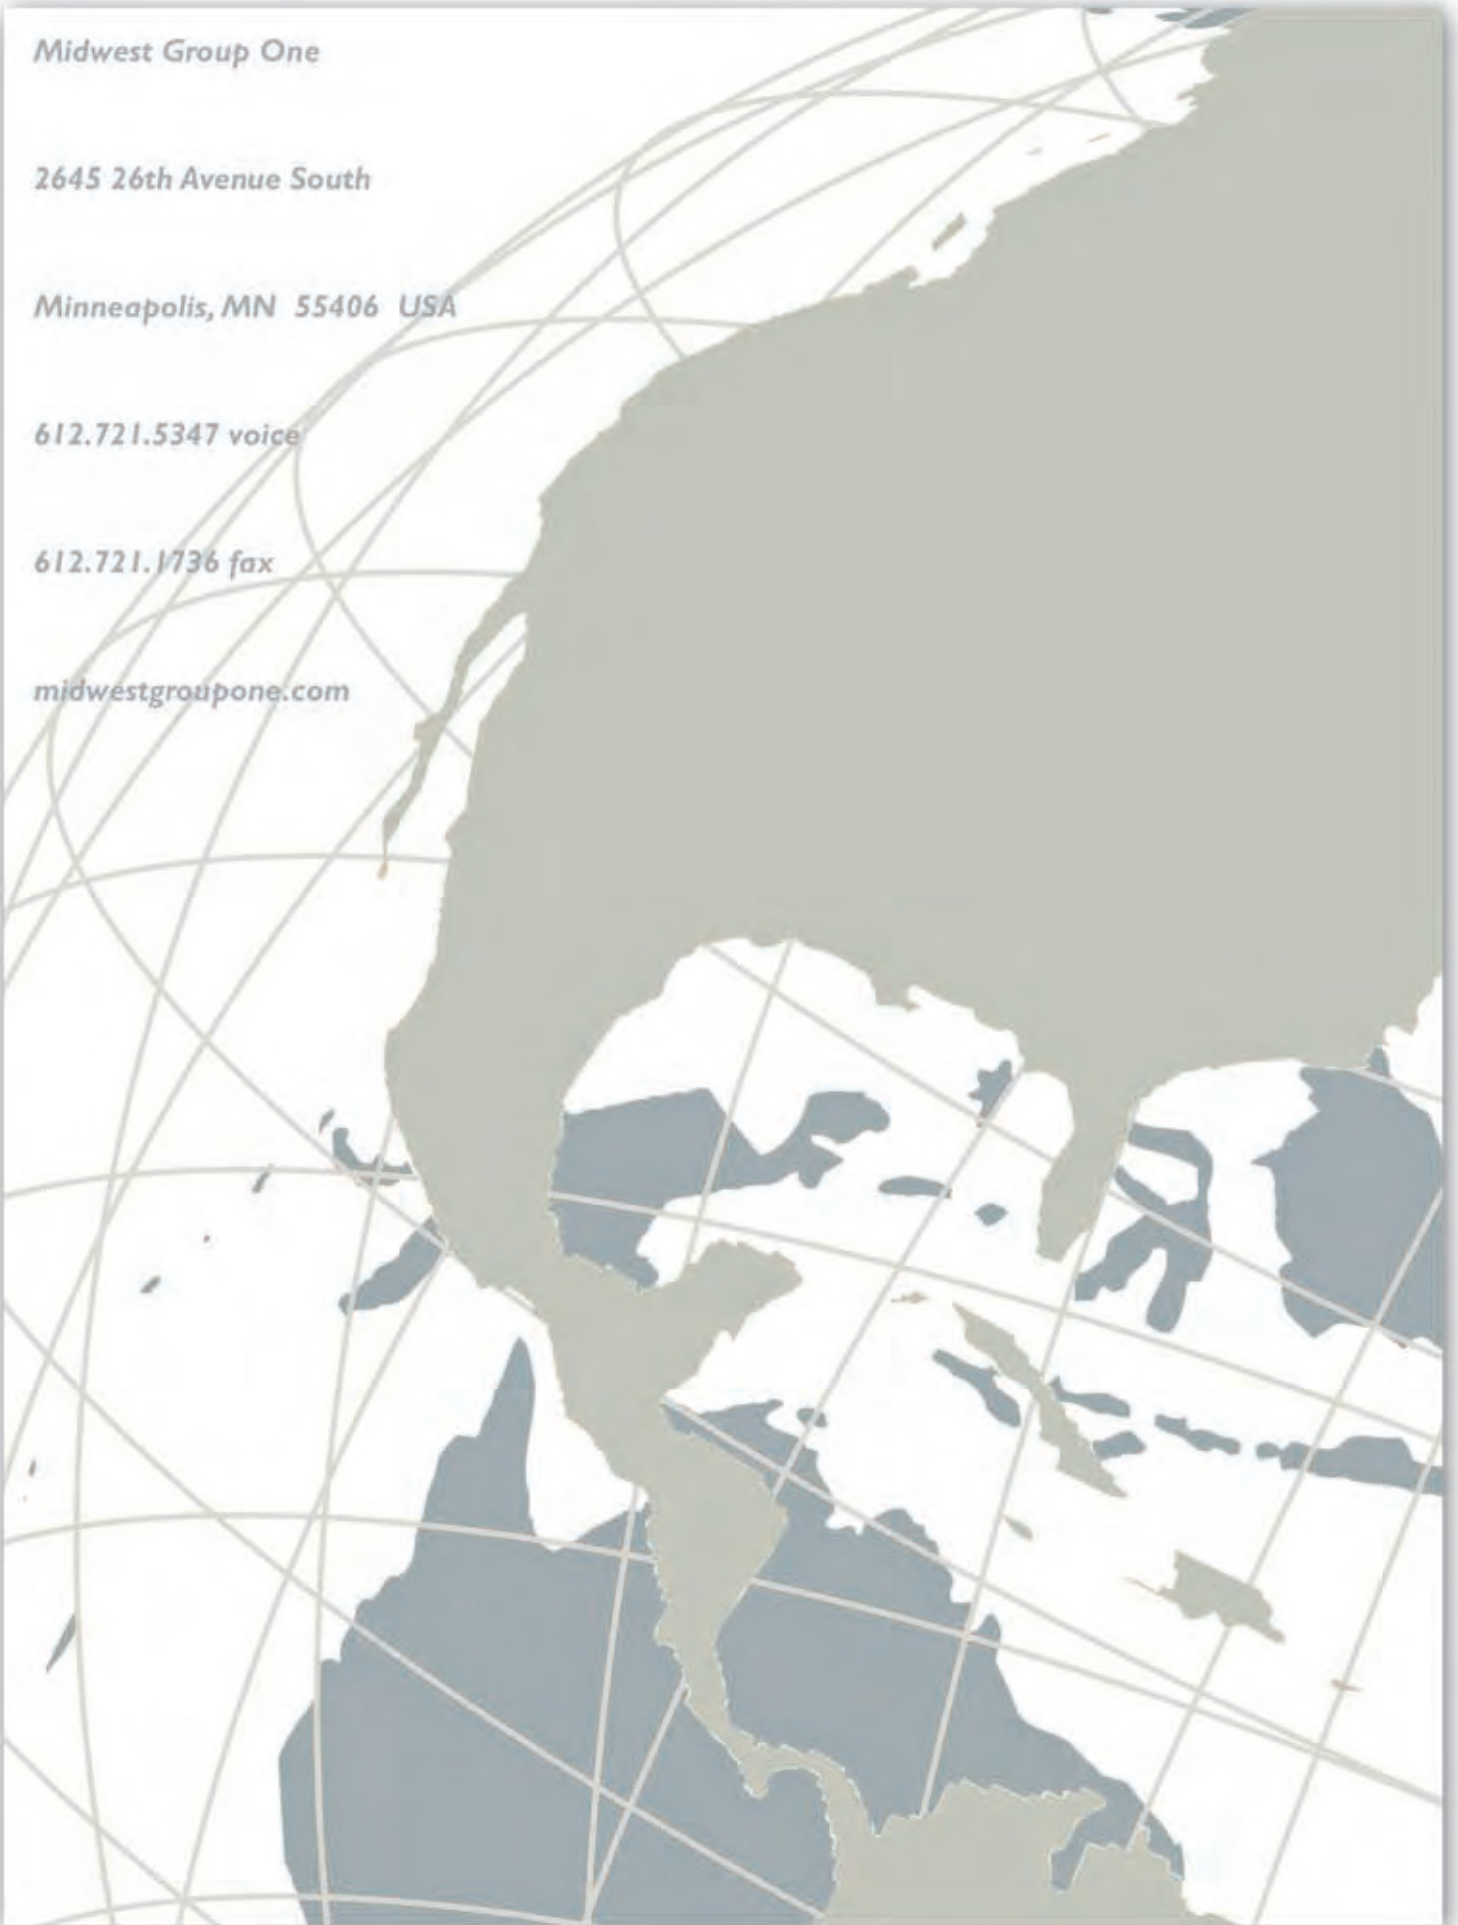 Midwest Group One
2645 26th Avenue South
Minneapolis, MN 55406 USA
612.721.5347 voice
612.721.1736 fax
midwestgroupone.com